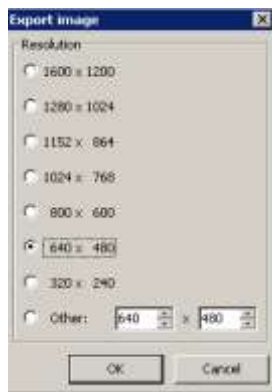 Export image
Resolution
1600 x 1200
1280 x 1024
1152 x 864
1024 x 768
800 x 600
640 x 480
320 x 240
Other: 640 x 480
OK Cancel